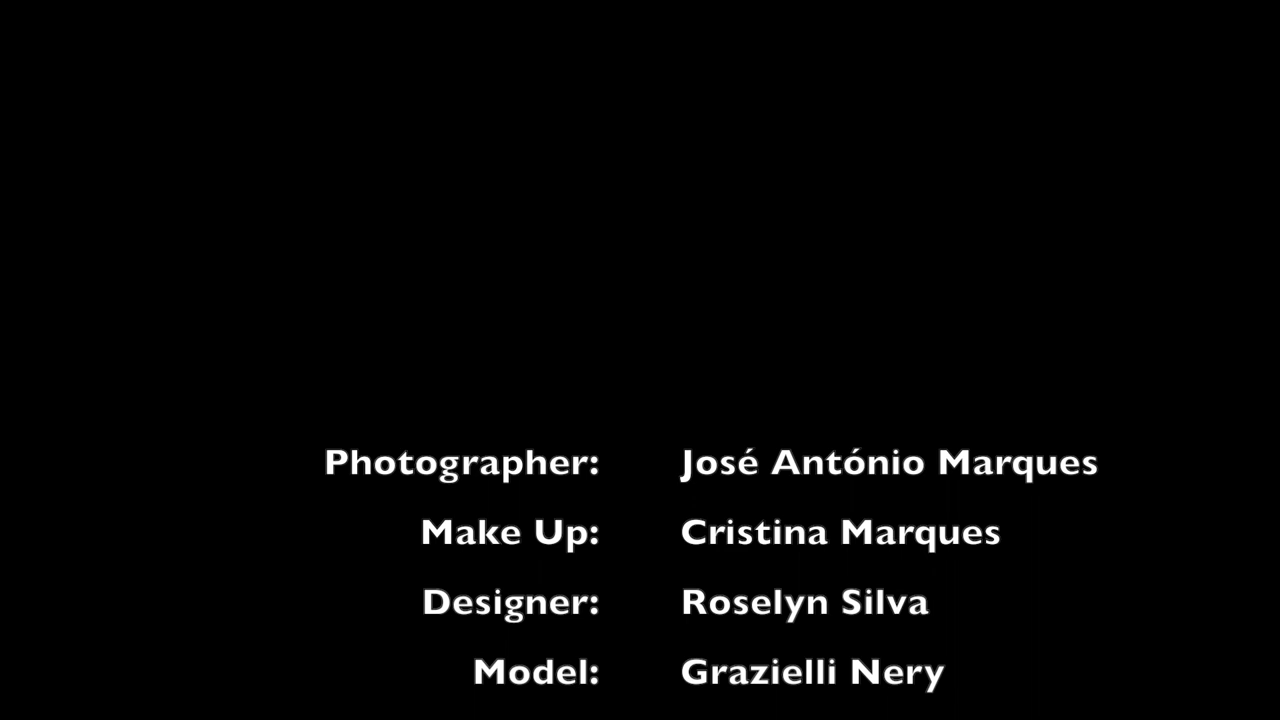 Photographer: José António Marques
Make Up: Cristina Marques
Designer: Roselyn Silva
Model: Grazielli Nery